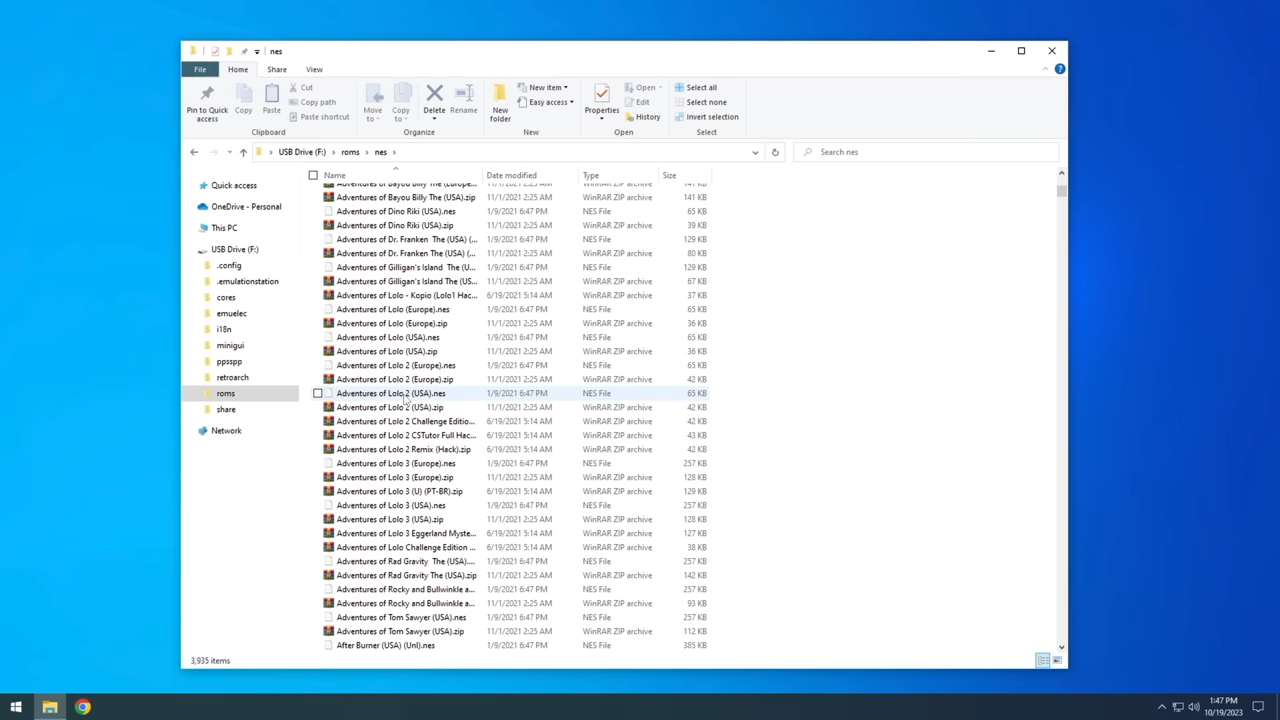 nes
File Home Share View
Pin to Quick access
Copy
Paste
Cut
Copy path
Paste shortcut
Clipboard
Move to
Copy to
Delete
Rename
Organize
New folder
New item
Easy access
New
Properties
Open
Edit
History
Open
Select all
Select none
Invert selection
Select
USB Drive (F:) › roms › nes ›
Search nes
Quick access
OneDrive - Personal
This PC
USB Drive (F:)
.config
.emulationstation
cores
emuelec
i18n
minigui
ppsspp
retroarch
roms
share
Network
Name Date modified Type Size
Adventures of Bayou Billy The (Europe... 11/1/2021 2:25 AM WinRAR ZIP archive 141 KB
Adventures of Bayou Billy The (USA).zip 11/1/2021 2:25 AM WinRAR ZIP archive 141 KB
Adventures of Dino Riki (USA).nes 1/9/2021 6:47 PM NES File 65 KB
Adventures of Dino Riki (USA).zip 11/1/2021 2:25 AM WinRAR ZIP archive 39 KB
Adventures of Dr. Franken The (USA) (... 1/9/2021 6:47 PM NES File 129 KB
Adventures of Dr. Franken The (USA) (... 11/1/2021 2:25 AM WinRAR ZIP archive 80 KB
Adventures of Gilligan's Island The (U... 1/9/2021 6:47 PM NES File 129 KB
Adventures of Gilligan's Island The (US... 11/1/2021 2:25 AM WinRAR ZIP archive 67 KB
Adventures of Lolo - Kopio (Lolo1 Hac... 6/19/2021 5:14 AM WinRAR ZIP archive 37 KB
Adventures of Lolo (Europe).nes 1/9/2021 6:47 PM NES File 65 KB
Adventures of Lolo (Europe).zip 11/1/2021 2:25 AM WinRAR ZIP archive 36 KB
Adventures of Lolo (USA).nes 1/9/2021 6:47 PM NES File 65 KB
Adventures of Lolo (USA).zip 11/1/2021 2:25 AM WinRAR ZIP archive 36 KB
Adventures of Lolo 2 (Europe).nes 1/9/2021 6:47 PM NES File 65 KB
Adventures of Lolo 2 (Europe).zip 11/1/2021 2:25 AM WinRAR ZIP archive 42 KB
Adventures of Lolo 2 (USA).nes 1/9/2021 6:47 PM NES File 65 KB
Adventures of Lolo 2 (USA).zip 11/1/2021 2:25 AM WinRAR ZIP archive 42 KB
Adventures of Lolo 2 Challenge Editio... 6/19/2021 5:14 AM WinRAR ZIP archive 42 KB
Adventures of Lolo 2 CSTutor Full Hac... 6/19/2021 5:14 AM WinRAR ZIP archive 43 KB
Adventures of Lolo 2 Remix (Hack).zip 6/19/2021 5:14 AM WinRAR ZIP archive 42 KB
Adventures of Lolo 3 (Europe).nes 1/9/2021 6:47 PM NES File 257 KB
Adventures of Lolo 3 (Europe).zip 11/1/2021 2:25 AM WinRAR ZIP archive 128 KB
Adventures of Lolo 3 (U) (PT-BR).zip 6/19/2021 5:14 AM WinRAR ZIP archive 129 KB
Adventures of Lolo 3 (USA).nes 1/9/2021 6:47 PM NES File 257 KB
Adventures of Lolo 3 (USA).zip 11/1/2021 2:25 AM WinRAR ZIP archive 128 KB
Adventures of Lolo 3 Eggerland Myste... 6/19/2021 5:14 AM WinRAR ZIP archive 127 KB
Adventures of Lolo Challenge Edition ... 6/19/2021 5:14 AM WinRAR ZIP archive 38 KB
Adventures of Rad Gravity The (USA).... 1/9/2021 6:47 PM NES File 257 KB
Adventures of Rad Gravity The (USA).zip 11/1/2021 2:25 AM WinRAR ZIP archive 142 KB
Adventures of Rocky and Bullwinkle a... 1/9/2021 6:47 PM NES File 257 KB
Adventures of Rocky and Bullwinkle a... 11/1/2021 2:25 AM WinRAR ZIP archive 93 KB
Adventures of Tom Sawyer (USA).nes 1/9/2021 6:47 PM NES File 257 KB
Adventures of Tom Sawyer (USA).zip 11/1/2021 2:25 AM WinRAR ZIP archive 112 KB
After Burner (USA) (Unl).nes 1/9/2021 6:47 PM NES File 385 KB
3,935 items
1:47 PM
10/19/2023